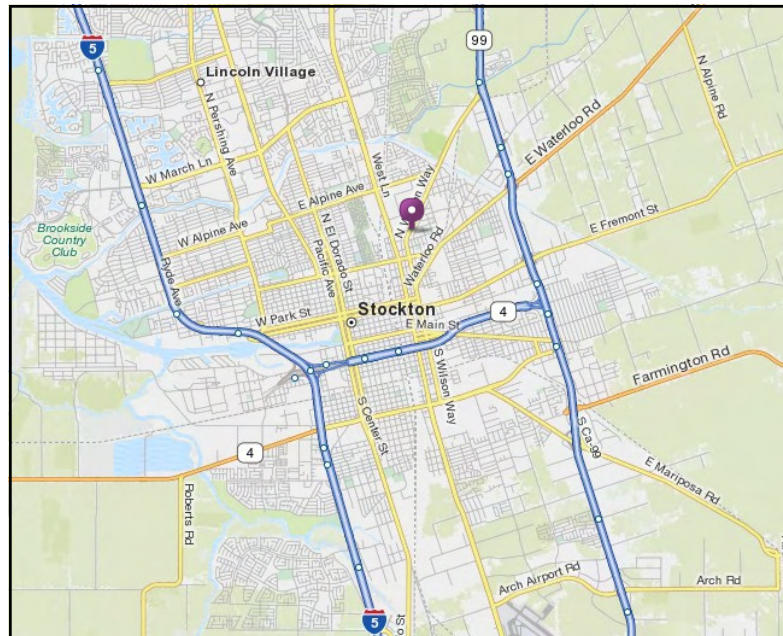 5
99
Lincoln Village
N Pershing Ave
N Alpine Rd
E Waterloo Rd
W March Ln
West Ln
E Alpine Ave
Brookside
Country
Club
W Alpine Ave
N El Dorado St
Pacific Ave
Waterloo Rd
E Fremont St
Ryde Ave
W Park St
Stockton
E Main St
4
Farmington Rd
S Wilson Way
S Center St
S Ca-99
4
E Mariposa Rd
Roberts Rd
Arch Airport Rd
Arch Rd
5